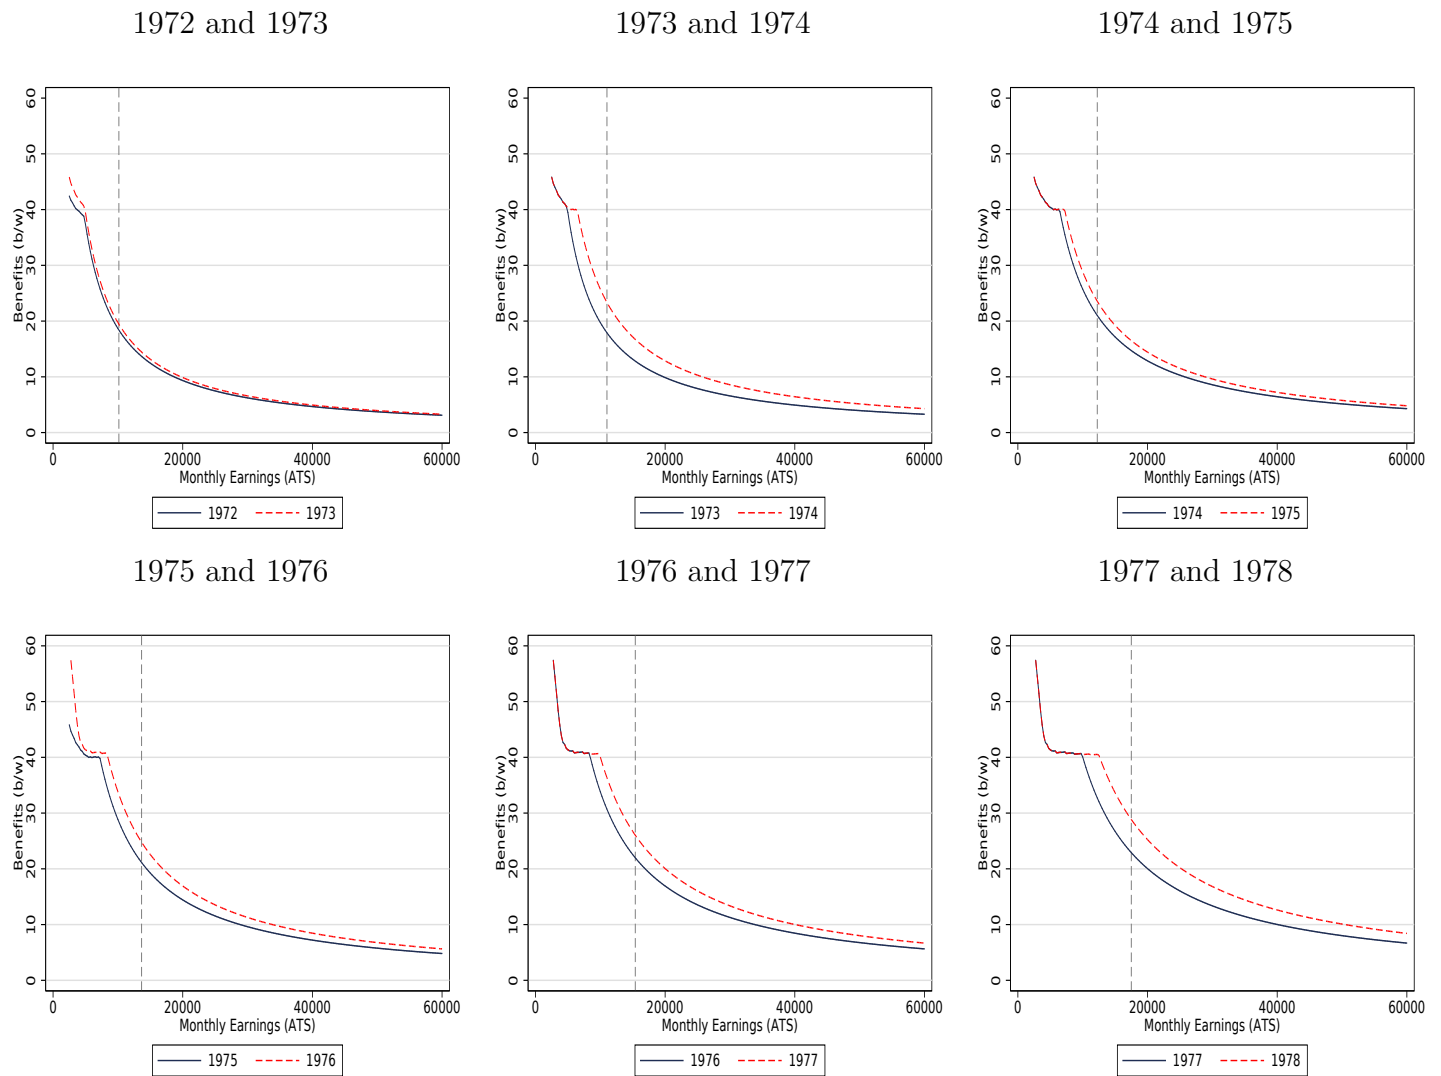 1972 and 1973
1973 and 1974
1974 and 1975
Benefits (b/w)
60
50
40
30
20
10
0
0 20000 40000 60000
Monthly Earnings (ATS)
1972 1973
Benefits (b/w)
60
50
40
30
20
10
0
0 20000 40000 60000
Monthly Earnings (ATS)
1973 1974
Benefits (b/w)
60
50
40
30
20
10
0
0 20000 40000 60000
Monthly Earnings (ATS)
1974 1975
1975 and 1976
1976 and 1977
1977 and 1978
Benefits (b/w)
60
50
40
30
20
10
0
0 20000 40000 60000
Monthly Earnings (ATS)
1975 1976
Benefits (b/w)
60
50
40
30
20
10
0
0 20000 40000 60000
Monthly Earnings (ATS)
1976 1977
Benefits (b/w)
60
50
40
30
20
10
0
0 20000 40000 60000
Monthly Earnings (ATS)
1977 1978